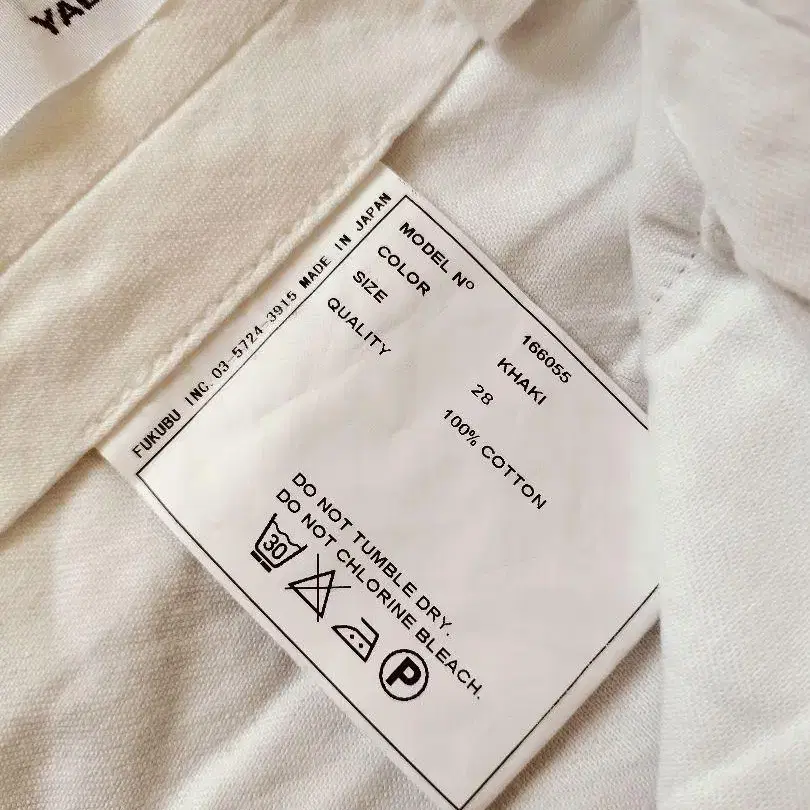 FUKUBU INC. 03-5724-3915 MADE IN JAPAN
MODEL Nº 166055
COLOR KHAKI
SIZE 28
QUALITY 100% COTTON
DO NOT TUMBLE DRY.
DO NOT CHLORINE BLEACH.
30
P